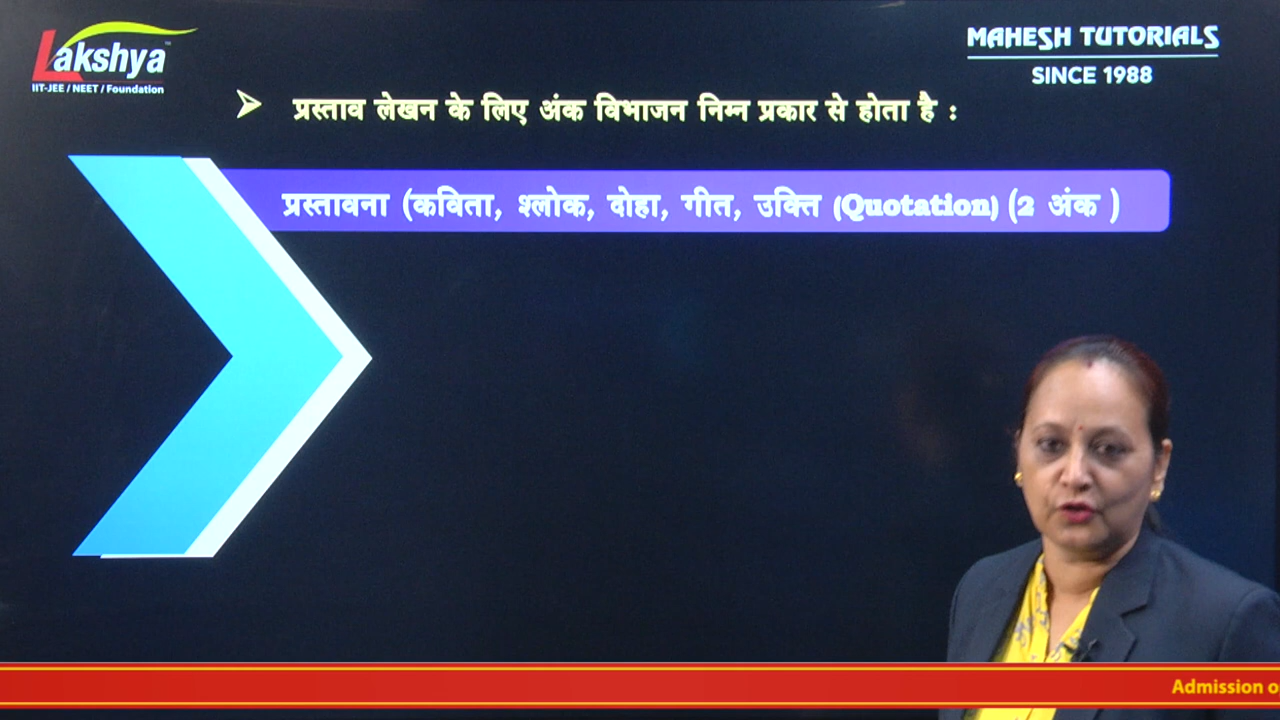 Lakshya
IIT-JEE / NEET / Foundation
MAHESH TUTORIALS
SINCE 1988
प्रस्ताव लेखन के लिए अंक विभाजन निम्न प्रकार से होता है :
प्रस्तावना (कविता, श्लोक, दोहा, गीत, उक्ति (Quotation) (2 अंक )
Admission o